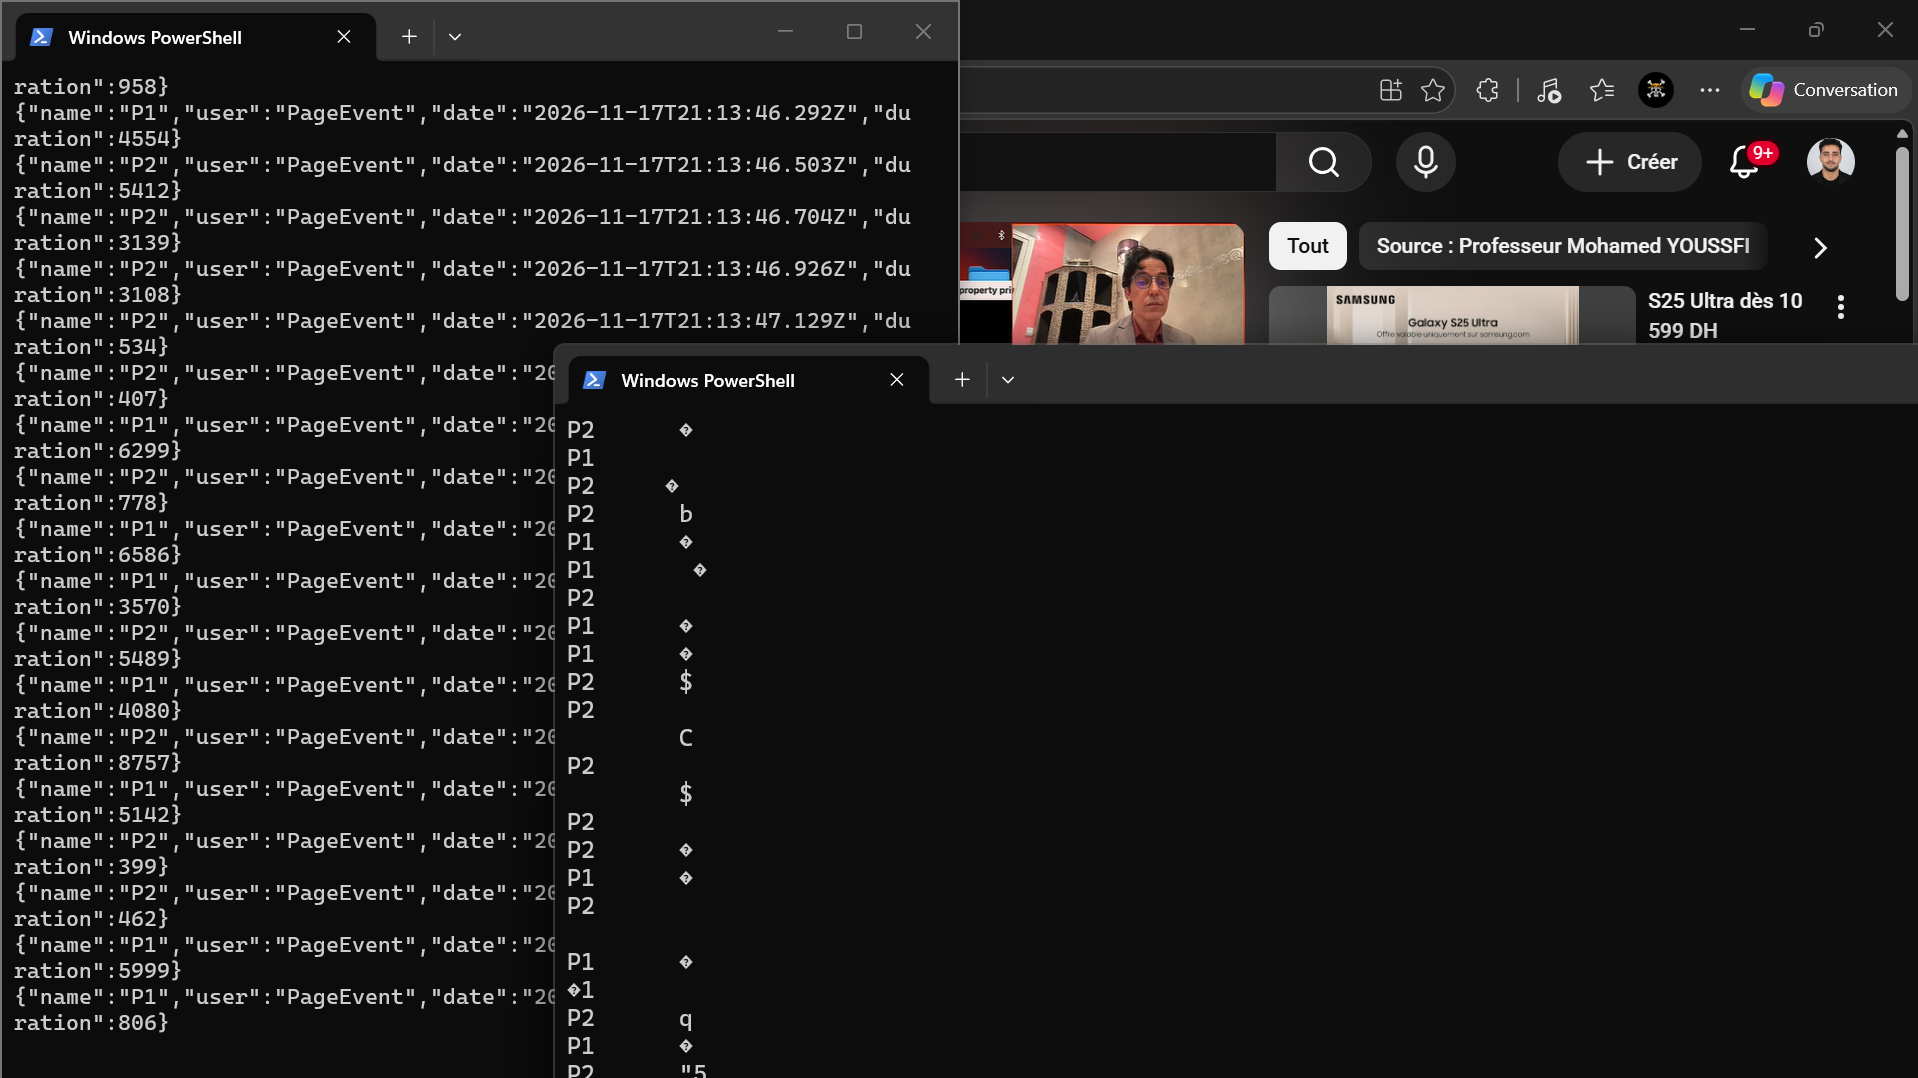 Windows PowerShell
ration":958}
{"name":"P1","user":"PageEvent","date":"2026-11-17T21:13:46.292Z","du
ration":4554}
{"name":"P2","user":"PageEvent","date":"2026-11-17T21:13:46.503Z","du
ration":5412}
{"name":"P2","user":"PageEvent","date":"2026-11-17T21:13:46.704Z","du
ration":3139}
{"name":"P2","user":"PageEvent","date":"2026-11-17T21:13:46.926Z","du
ration":3108}
{"name":"P2","user":"PageEvent","date":"2026-11-17T21:13:47.129Z","du
ration":534}
{"name":"P2","user":"PageEvent","date":"20
ration":407}
{"name":"P1","user":"PageEvent","date":"20
ration":6299}
{"name":"P2","user":"PageEvent","date":"20
ration":778}
{"name":"P1","user":"PageEvent","date":"20
ration":6586}
{"name":"P1","user":"PageEvent","date":"20
ration":3570}
{"name":"P2","user":"PageEvent","date":"20
ration":5489}
{"name":"P1","user":"PageEvent","date":"20
ration":4080}
{"name":"P2","user":"PageEvent","date":"20
ration":8757}
{"name":"P1","user":"PageEvent","date":"20
ration":5142}
{"name":"P2","user":"PageEvent","date":"20
ration":399}
{"name":"P2","user":"PageEvent","date":"20
ration":462}
{"name":"P1","user":"PageEvent","date":"20
ration":5999}
{"name":"P1","user":"PageEvent","date":"20
ration":806}
Conversation
Créer
9+
property pri
Tout
Source : Professeur Mohamed YOUSSFI
SAMSUNG
Galaxy S25 Ultra
Offre valable uniquement sur samsung.com
S25 Ultra dès 10
599 DH
Windows PowerShell
P2 �
P1
P2 �
P2 b
P1 �
P1 �
P2
P1 �
P1 �
P2 $
P2
C
P2
$
P2
P2 �
P1 �
P2
P1 �
�1
P2 q
P1 �
P2 "5